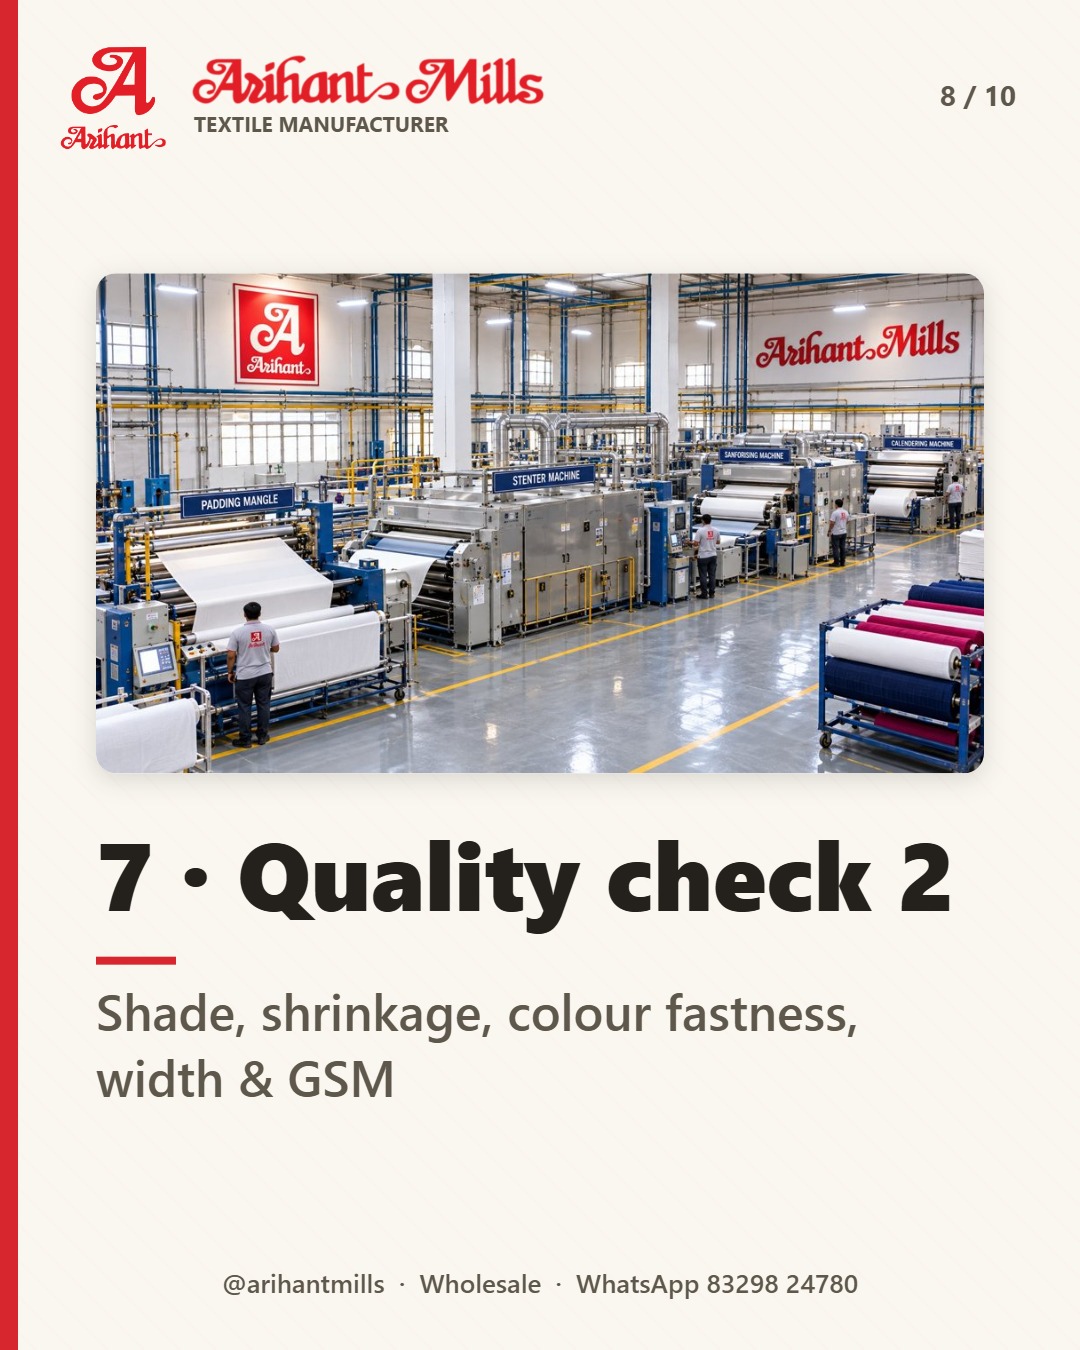 A
Arihant
Arihant Mills
TEXTILE MANUFACTURER
8 / 10
A
Arihant
Arihant Mills
PADDING MANGLE
STENTER MACHINE
SANFORISING MACHINE
CALENDERING MACHINE
7 · Quality check 2
Shade, shrinkage, colour fastness,
width & GSM
@arihantmills · Wholesale · WhatsApp 83298 24780